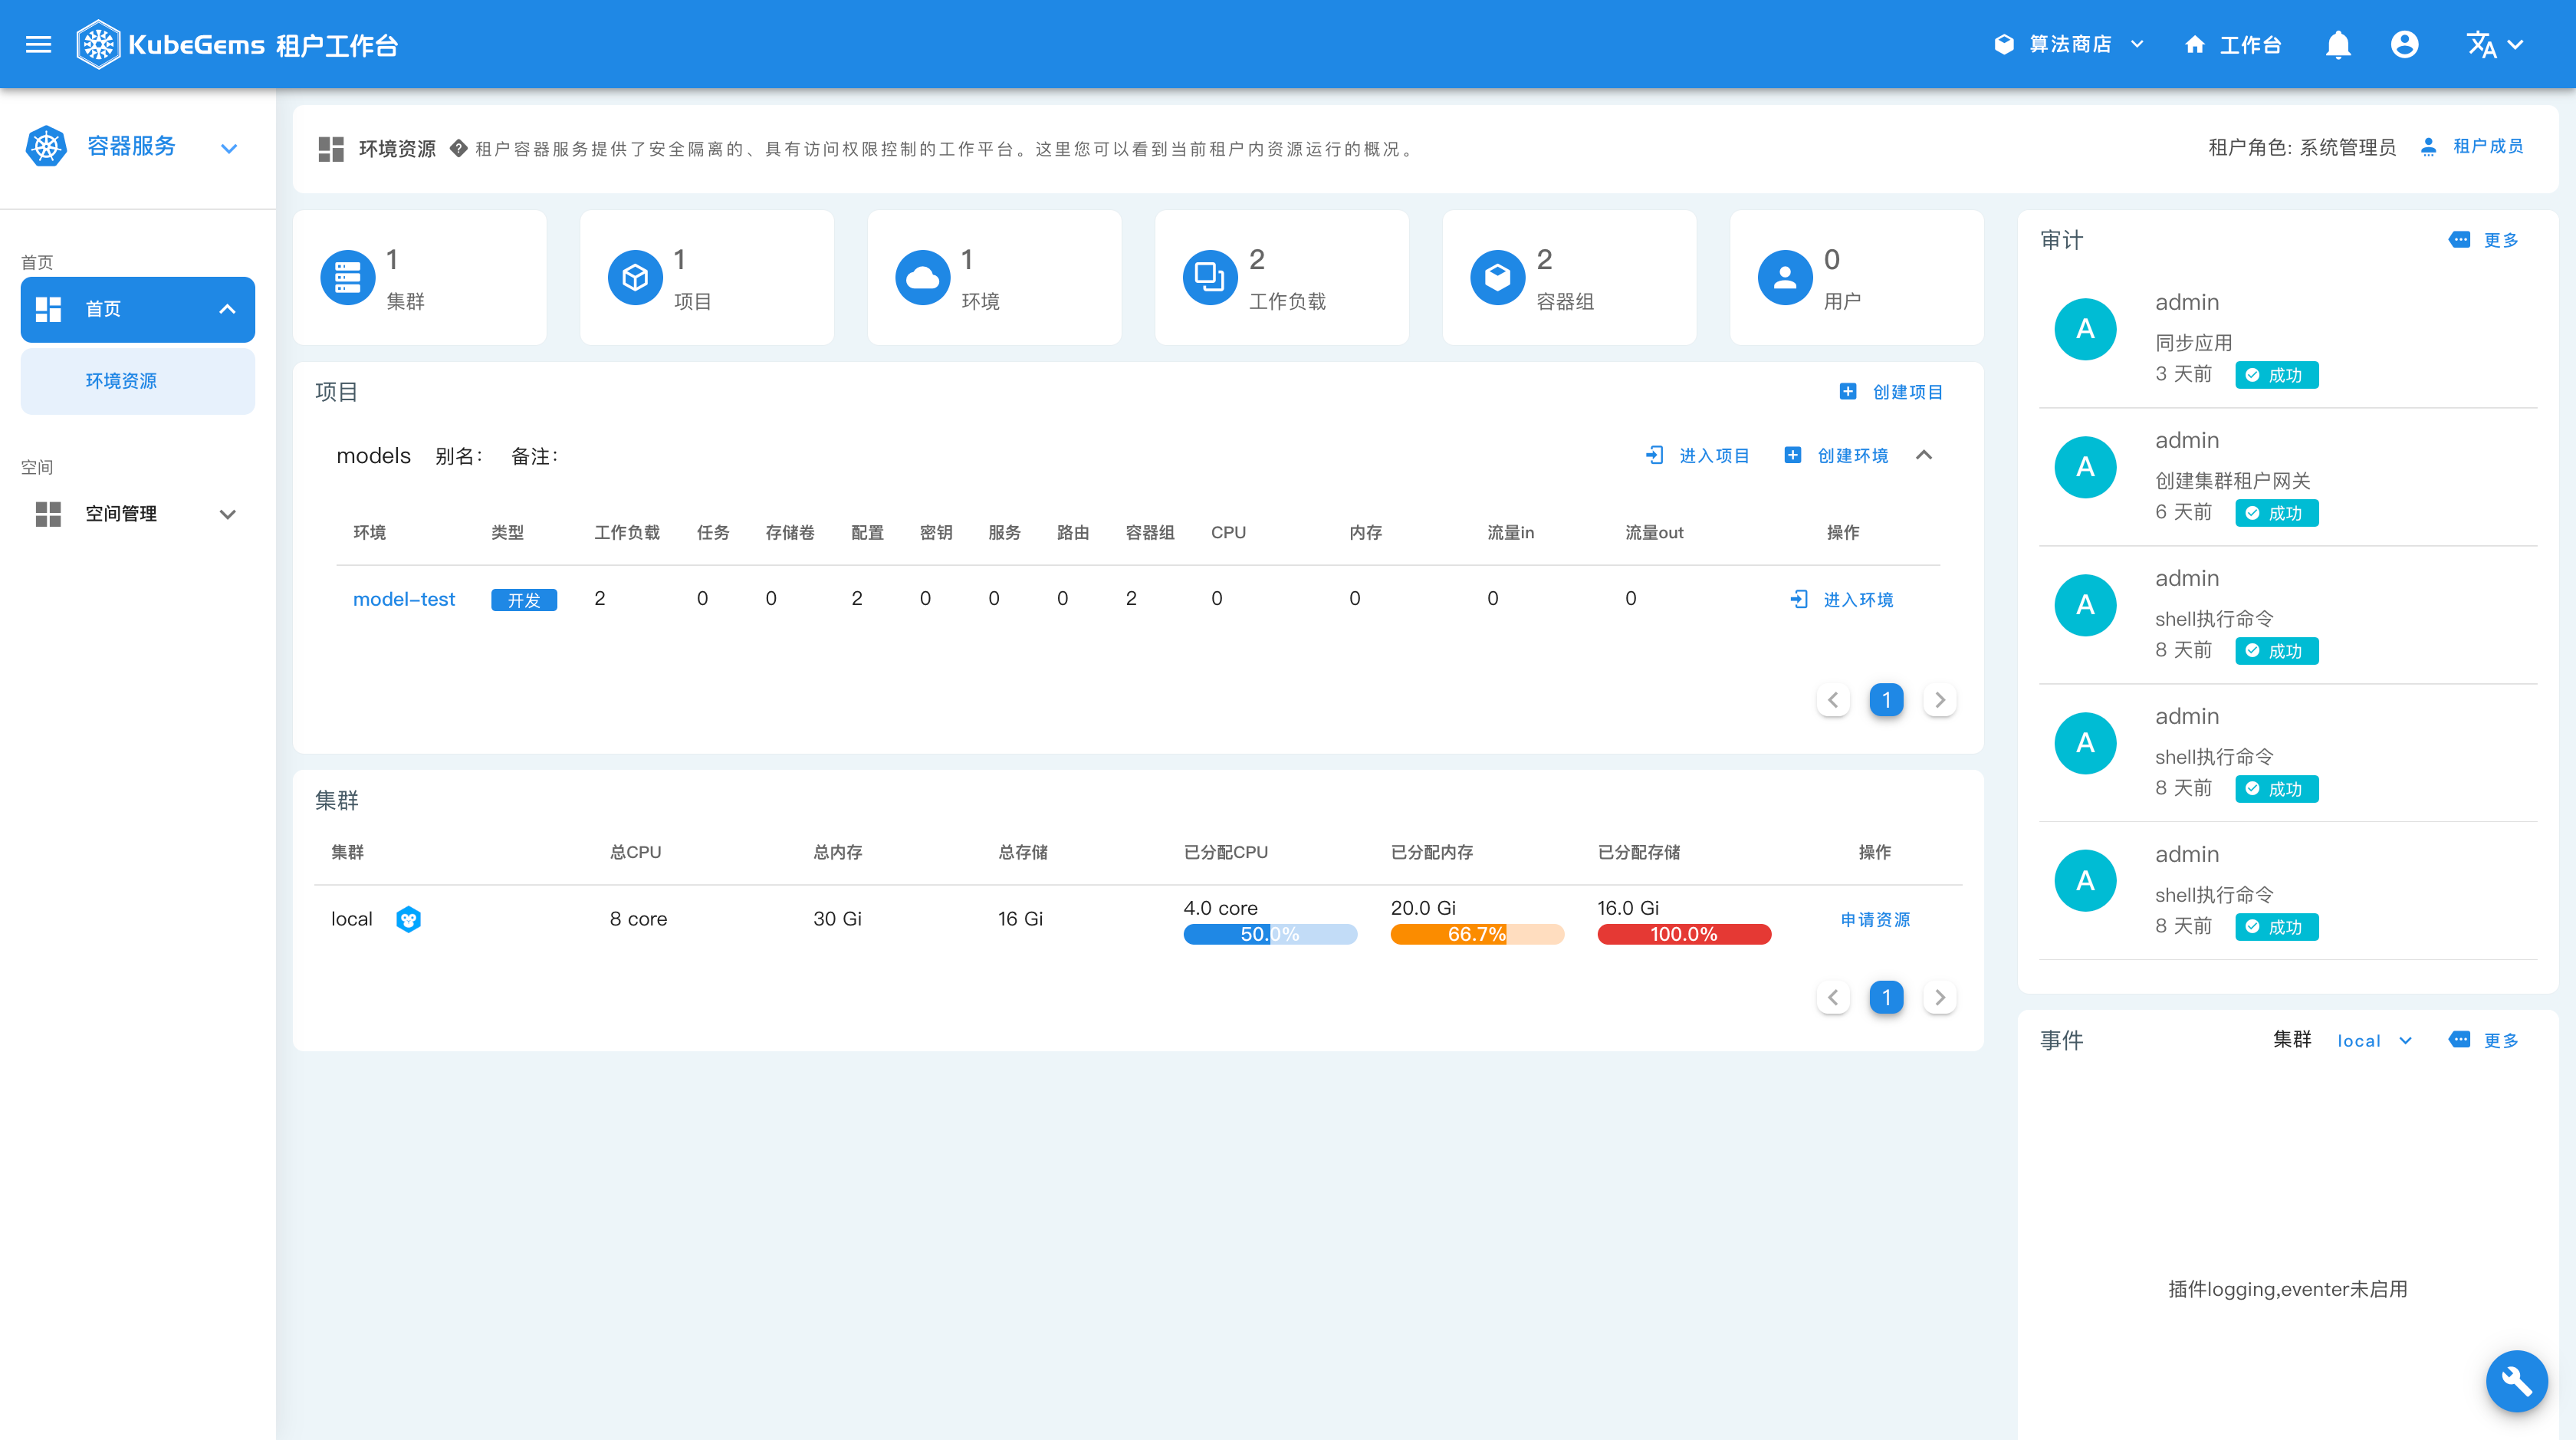 KubeGems 租户工作台
算法商店
工作台
容器服务
首页
首页
环境资源
空间
空间管理
环境资源 租户容器服务提供了安全隔离的、具有访问权限控制的工作平台。这里您可以看到当前租户内资源运行的概况。
租户角色: 系统管理员 租户成员
1
集群
1
项目
1
环境
2
工作负载
2
容器组
0
用户
项目
创建项目
models 别名: 备注:
进入项目 创建环境
环境 类型 工作负载 任务 存储卷 配置 密钥 服务 路由 容器组 CPU 内存 流量in 流量out 操作
model-test 开发 2 0 0 2 0 0 0 2 0 0 0 0 进入环境
1
集群
集群 总CPU 总内存 总存储 已分配CPU 已分配内存 已分配存储 操作
local 8 core 30 Gi 16 Gi 4.0 core 20.0 Gi 16.0 Gi 申请资源
50.0% 66.7% 100.0%
1
审计 更多
A
admin
同步应用
3 天前 成功
A
admin
创建集群租户网关
6 天前 成功
A
admin
shell执行命令
8 天前 成功
A
admin
shell执行命令
8 天前 成功
A
admin
shell执行命令
8 天前 成功
事件 集群 local 更多
插件logging,eventer未启用